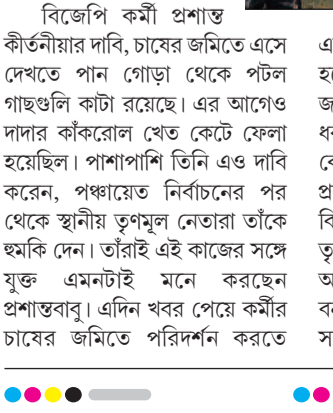 বিজেপি কর্মী প্রশান্ত
কীর্তনীয়ার দাবি, চাষের জমিতে এসে
দেখতে পান গোড়া থেকে পটল
গাছগুলি কাটা রয়েছে। এর আগেও
দাদার কাঁকরোল খেত কেটে ফেলা
হয়েছিল। পাশাপাশি তিনি এও দাবি
করেন, পঞ্চায়েত নির্বাচনের পর
থেকে স্থানীয় তৃণমূল নেতারা তাঁকে
হুমকি দেন। তাঁরাই এই কাজের সঙ্গে
যুক্ত এমনটাই মনে করছেন
প্রশান্তবাবু। এদিন খবর পেয়ে কর্মীর
চাষের জমিতে পরিদর্শন করতে